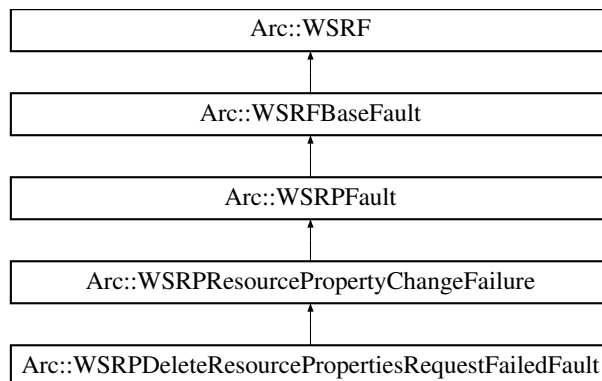 Arc::WSRF
Arc::WSRFBaseFault
Arc::WSRPFault
Arc::WSRPResourcePropertyChangeFailure
Arc::WSRPDeleteResourcePropertiesRequestFailedFault